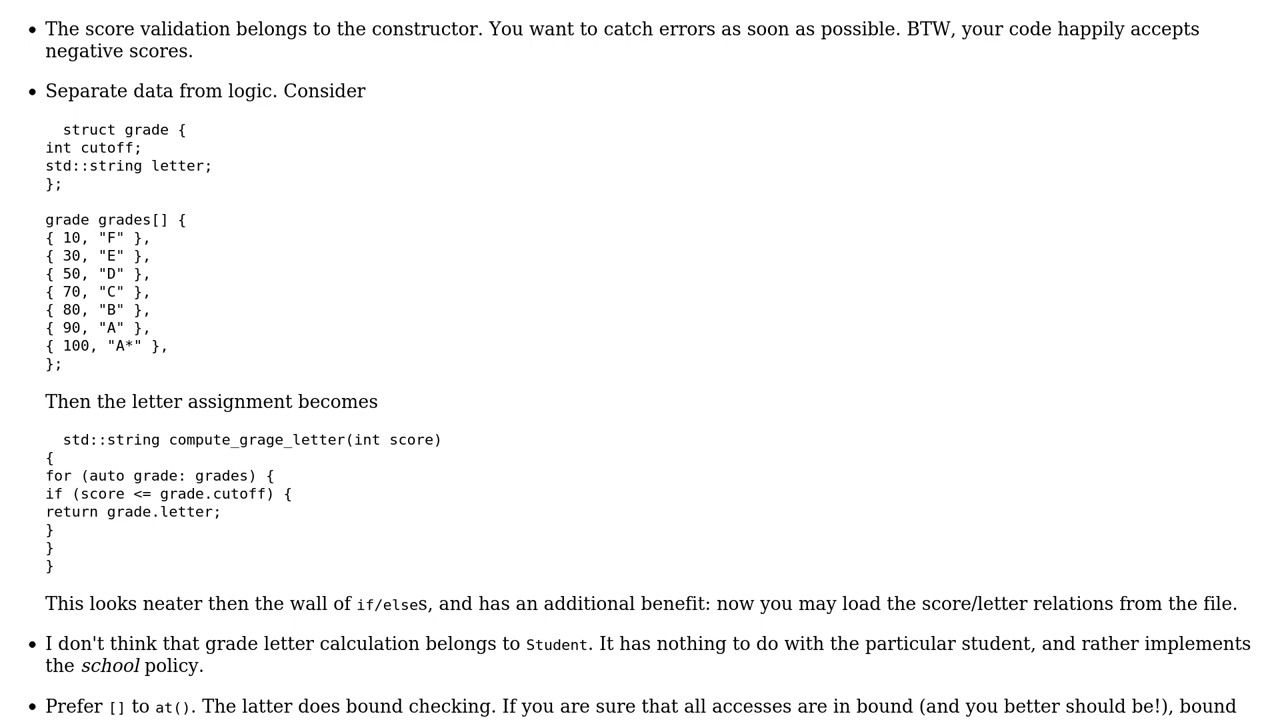 The score validation belongs to the constructor. You want to catch errors as soon as possible. BTW, your code happily accepts
negative scores.
Separate data from logic. Consider
struct grade {
int cutoff;
std::string letter;
};
grade grades[] {
{ 10, "F" },
{ 30, "E" },
{ 50, "D" },
{ 70, "C" },
{ 80, "B" },
{ 90, "A" },
{ 100, "A*" },
};
Then the letter assignment becomes
std::string compute_grage_letter(int score)
{
for (auto grade: grades) {
if (score <= grade.cutoff) {
return grade.letter;
}
}
}
This looks neater then the wall of if/elses, and has an additional benefit: now you may load the score/letter relations from the file.
I don't think that grade letter calculation belongs to Student. It has nothing to do with the particular student, and rather implements
the school policy.
Prefer [] to at(). The latter does bound checking. If you are sure that all accesses are in bound (and you better should be!), bound